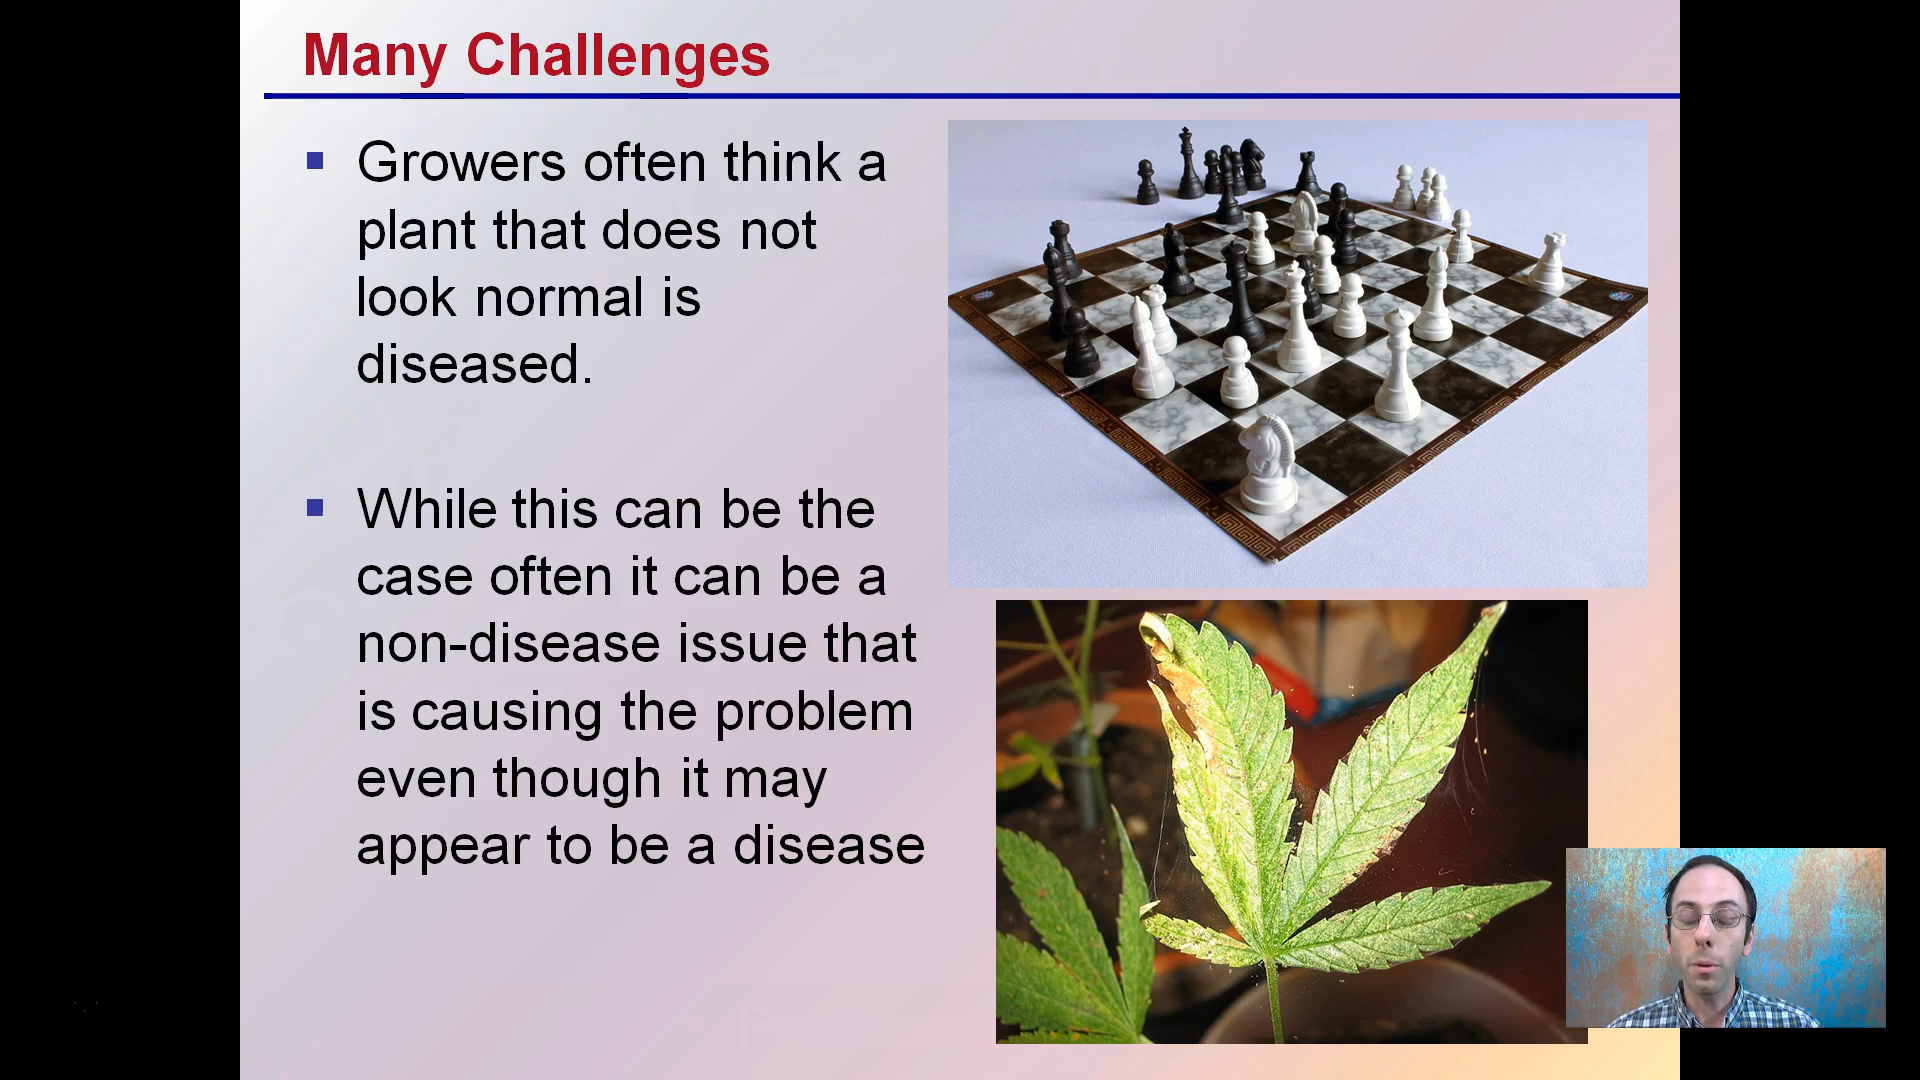 Many Challenges
Growers often think a
plant that does not
look normal is
diseased.
While this can be the
case often it can be a
non-disease issue that
is causing the problem
even though it may
appear to be a disease